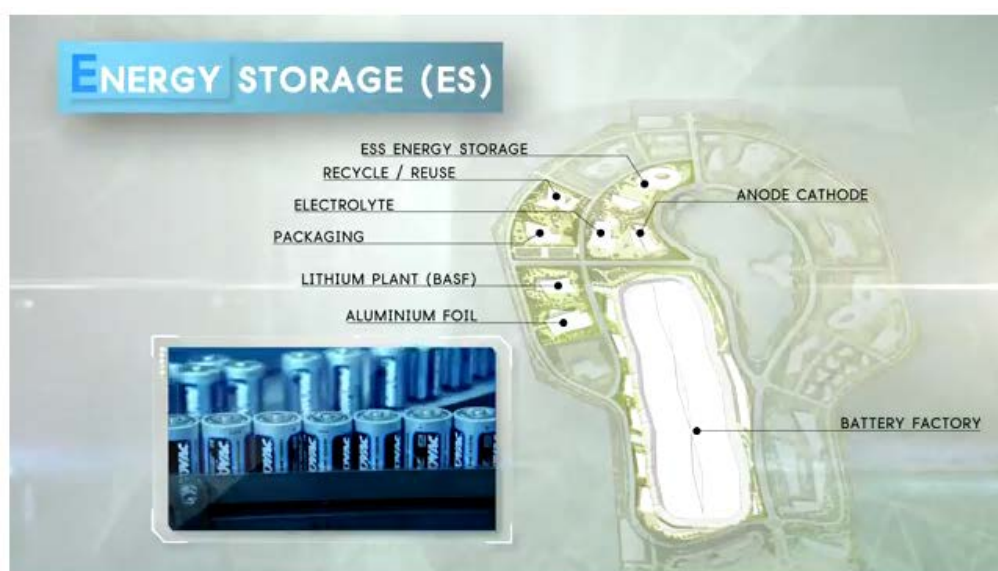 ENERGY STORAGE (ES)
ESS ENERGY STORAGE
RECYCLE / REUSE
ANODE CATHODE
ELECTROLYTE
PACKAGING
LITHIUM PLANT (BASF)
ALUMINIUM FOIL
BATTERY FACTORY